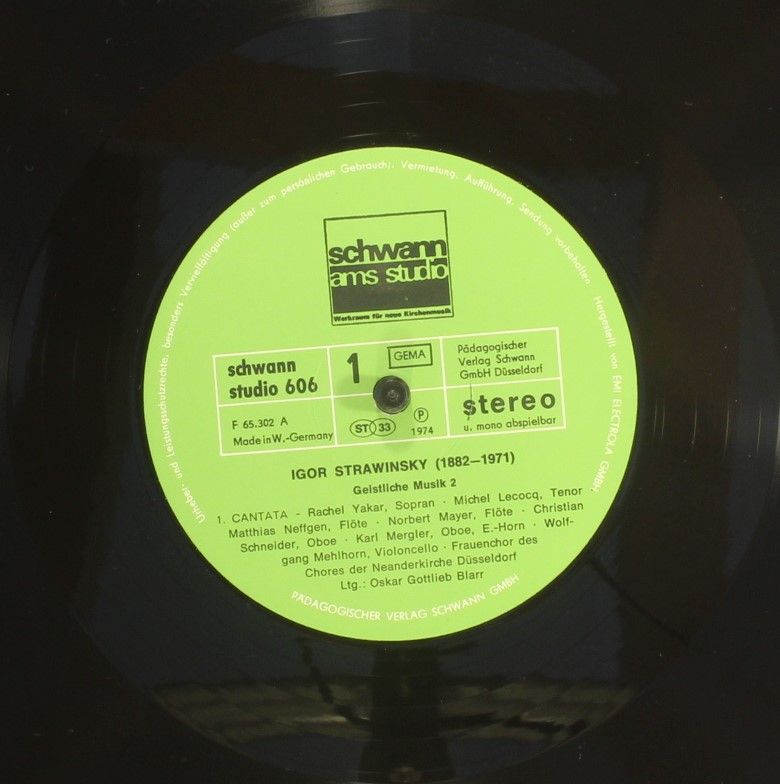 Urheber- und Leistungsschutzrechte, besonders Vervielfältigung (außer zum persönlichen Gebrauch), Vermietung, Aufführung, Sendung vorbehalten. Hergestellt von EMI ELECTROLA GMBH
schwann
ams studio
Werkraum für neue Kirchenmusik
schwann
studio 606
1
GEMA
Pädagogischer
Verlag Schwann
GmbH Düsseldorf
F 65.302 A
Made in W.-Germany
ST 33
Ⓟ
1974
stereo
u. mono abspielbar
IGOR STRAWINSKY (1882–1971)
Geistliche Musik 2
1. CANTATA - Rachel Yakar, Sopran · Michel Lecocq, Tenor
Matthias Neffgen, Flöte · Norbert Mayer, Flöte · Christian
Schneider, Oboe · Karl Mergler, Oboe, E.-Horn · Wolf-
gang Mehlhorn, Violoncello · Frauenchor des
Chores der Neanderkirche Düsseldorf
Ltg.: Oskar Gottlieb Blarr
PÄDAGOGISCHER VERLAG SCHWANN GMBH